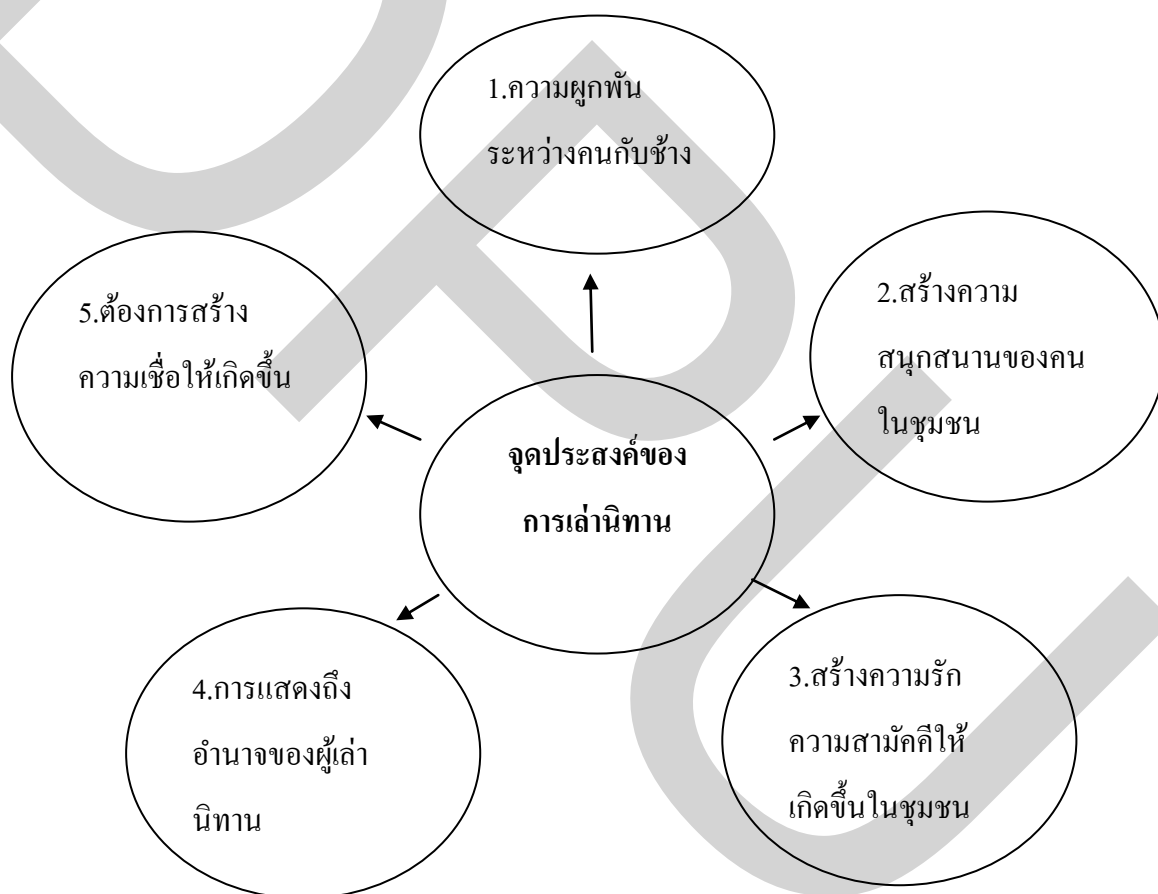 1.ความผูกพัน
ระหว่างคนกับช้าง
2.สร้างความ
สนุกสนานของคน
ในชุมชน
3.สร้างความรัก
ความสามัคคีให้
เกิดขึ้นในชุมชน
4.การแสดงถึง
อำนาจของผู้เล่า
นิทาน
5.ต้องการสร้าง
ความเชื่อให้เกิดขึ้น
จุดประสงค์ของ
การเล่านิทาน